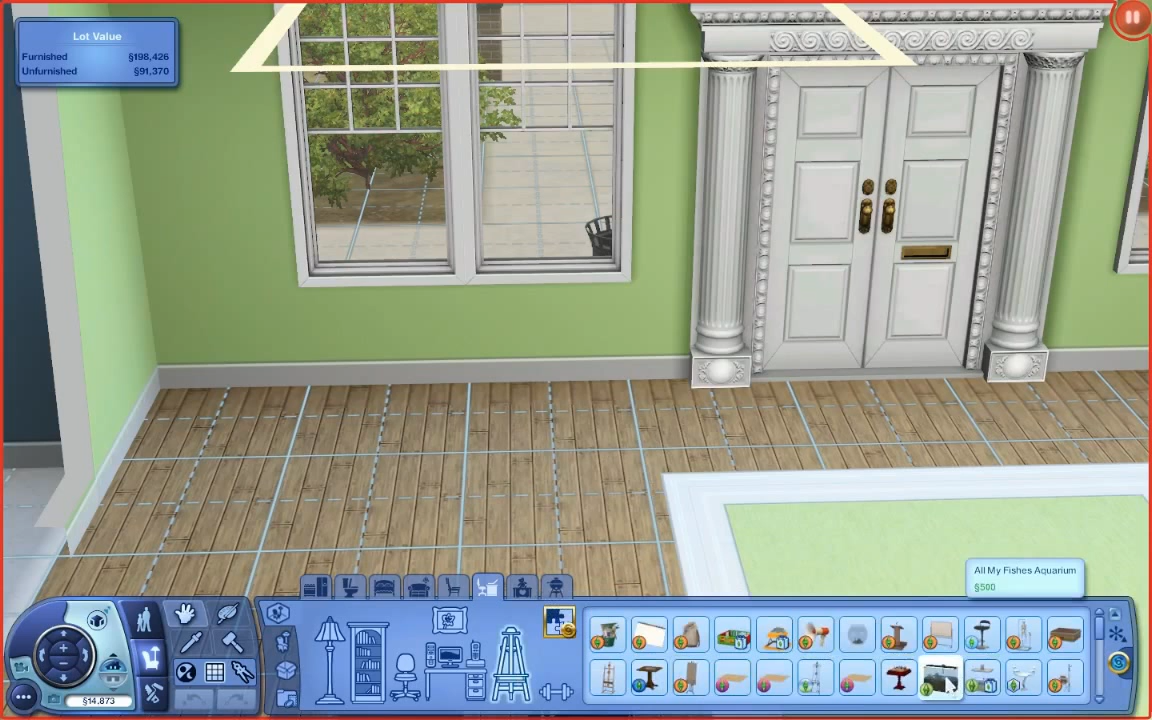 Lot Value
Furnished §198,426
Unfurnished §91,370
All My Fishes Aquarium
§500
§14,873